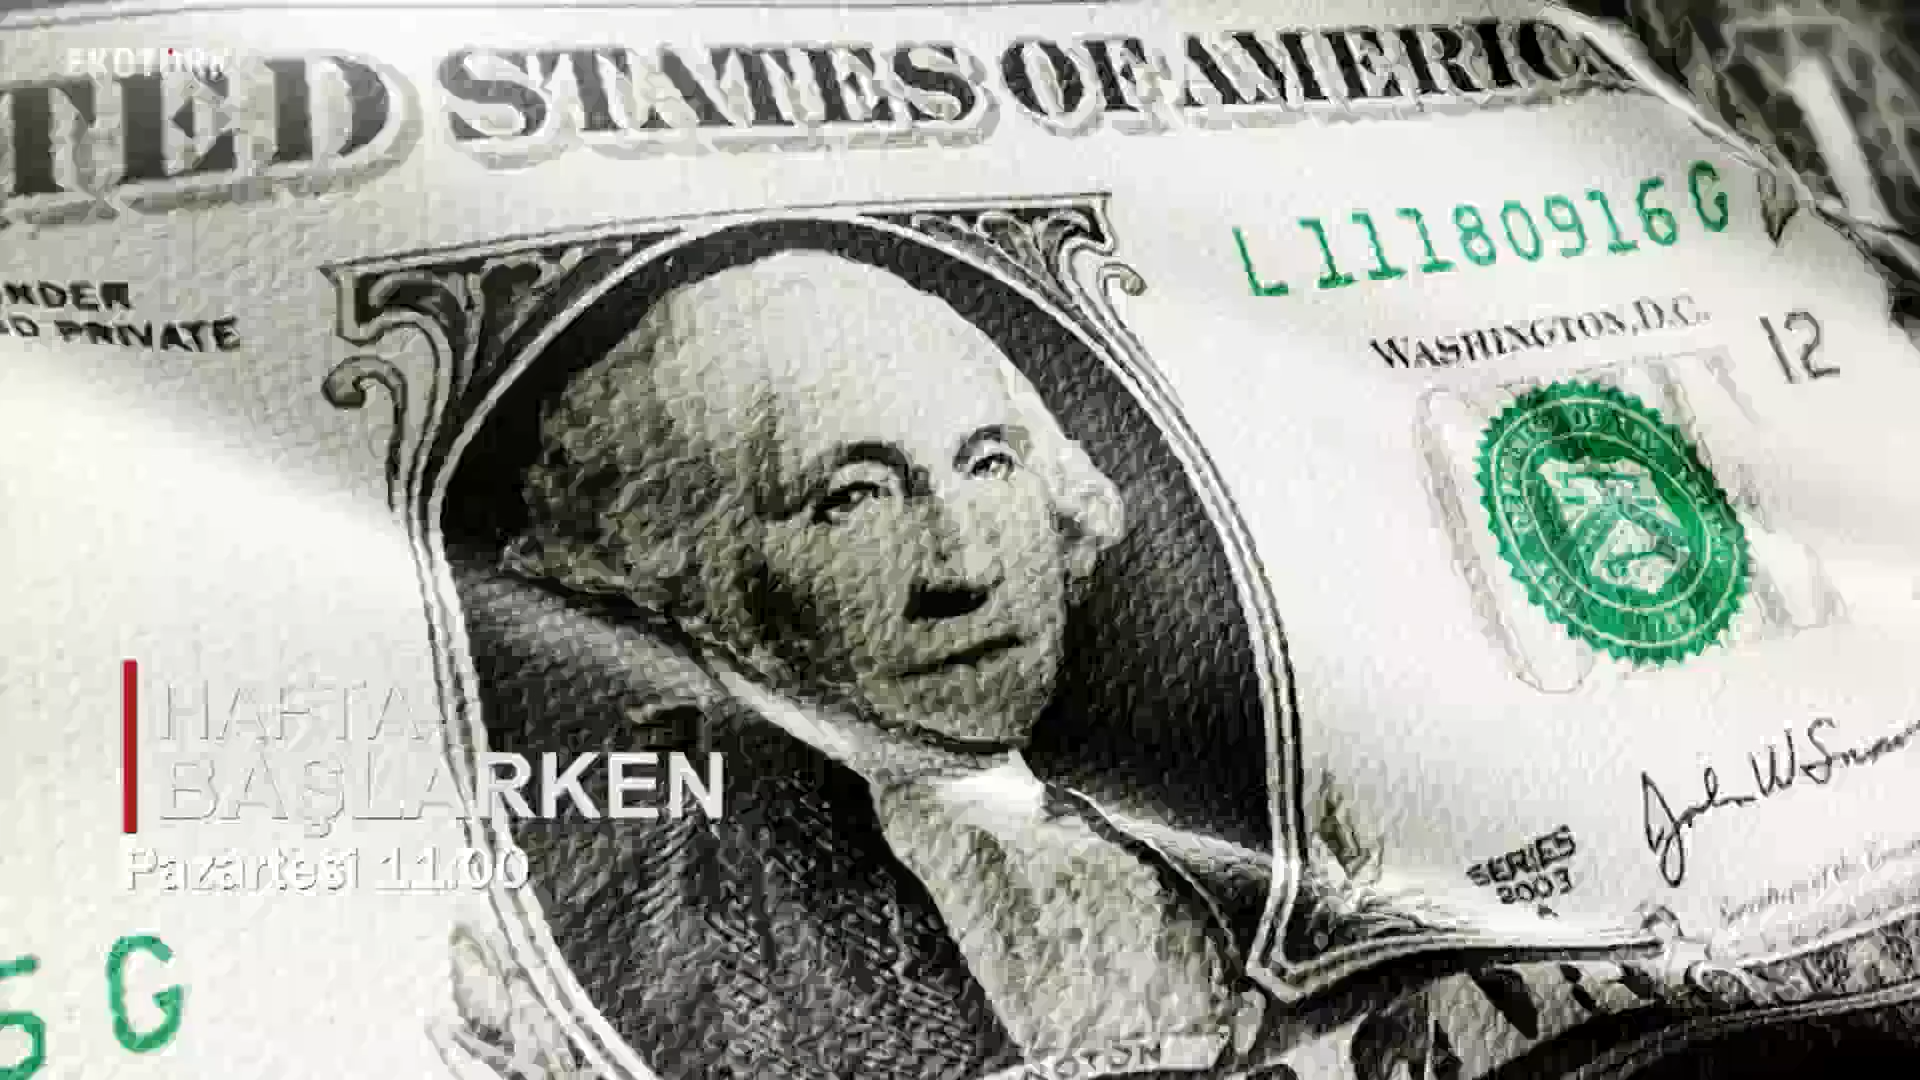 EKOTÜRK
TED STATES OF AMERICA
L11180916G
NDER
D PRIVATE
WASHINGTON, D.C.
12
HAFTA
BAŞLARKEN
Pazartesi 11.00
SERIES
2003
A
5G